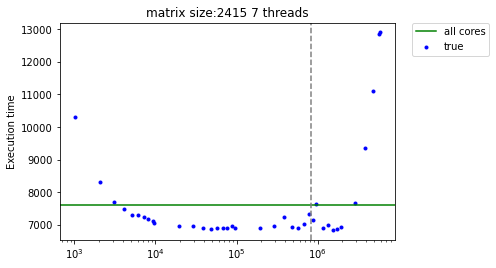 matrix size:2415 7 threads
all cores
true
Execution time
13000
12000
11000
10000
9000
8000
7000
10³
10⁴
10⁵
10⁶